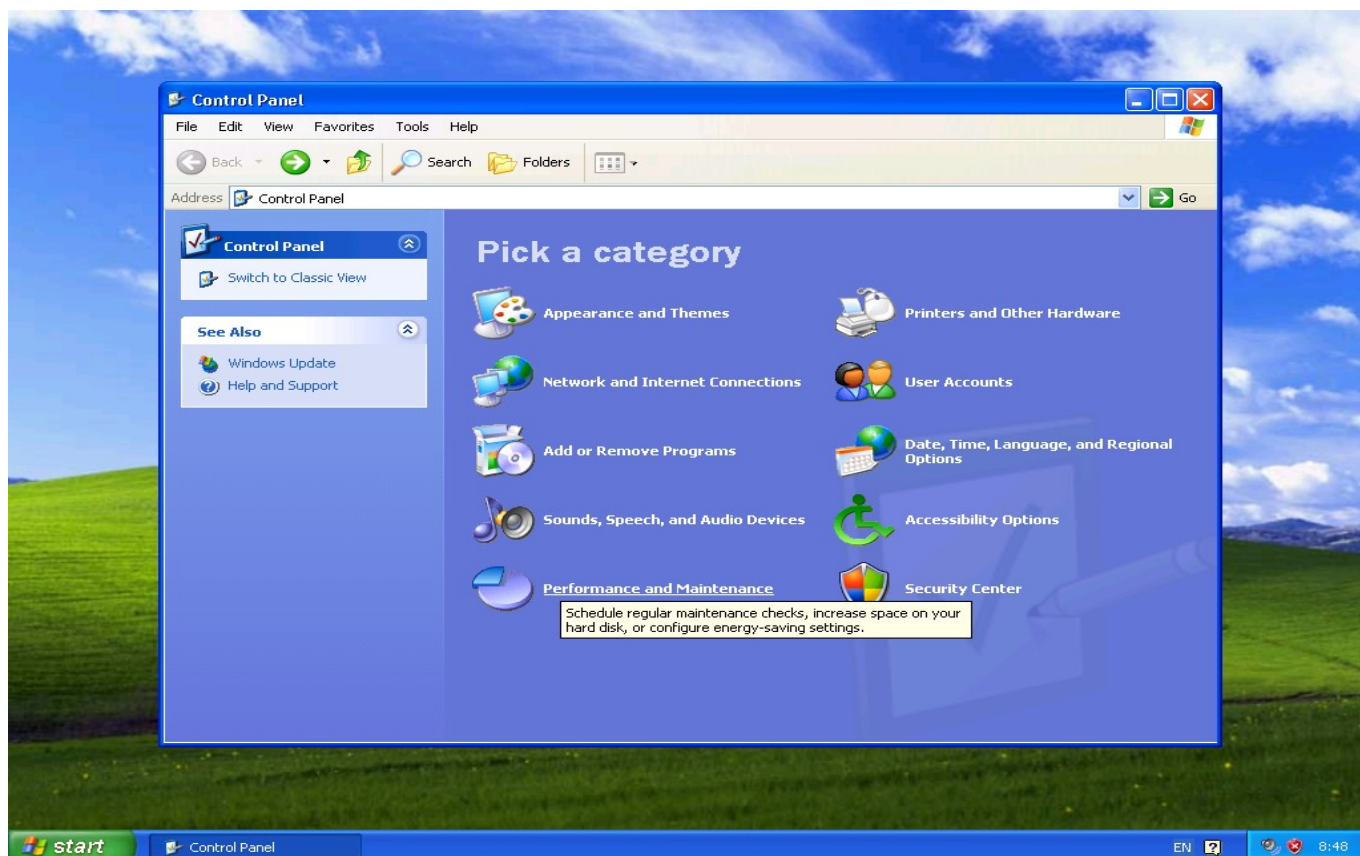 Control Panel
File Edit View Favorites Tools Help
Back Search Folders
Address Control Panel Go
Control Panel
Switch to Classic View
See Also
Windows Update
Help and Support
Pick a category
Appearance and Themes
Printers and Other Hardware
Network and Internet Connections
User Accounts
Add or Remove Programs
Date, Time, Language, and Regional
Options
Sounds, Speech, and Audio Devices
Accessibility Options
Performance and Maintenance
Security Center
Schedule regular maintenance checks, increase space on your
hard disk, or configure energy-saving settings.
start Control Panel EN 8:48